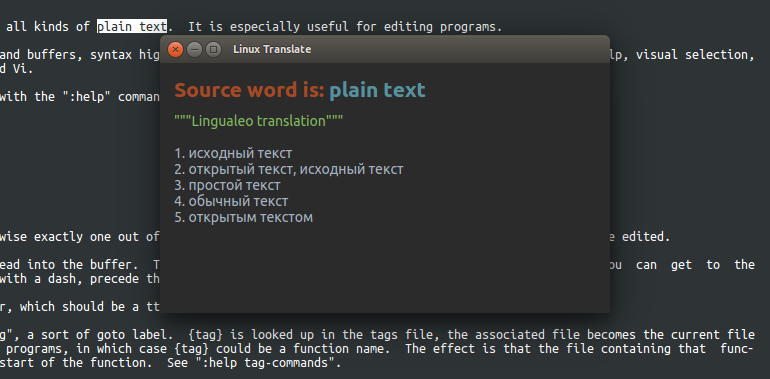 all kinds of plain text. It is especially useful for editing programs.
and buffers, syntax hig
lp, visual selection,
d Vi.
with the ":help" comman
Linux Translate
Source word is: plain text
"""Lingualeo translation"""
1. исходный текст
2. открытый текст, исходный текст
3. простой текст
4. обычный текст
5. открытым текстом
wise exactly one out of
e edited.
ead into the buffer. T
ou can get to the
with a dash, precede th
r, which should be a tt
g", a sort of goto label. {tag} is looked up in the tags file, the associated file becomes the current file
programs, in which case {tag} could be a function name. The effect is that the file containing that func-
start of the function. See ":help tag-commands".